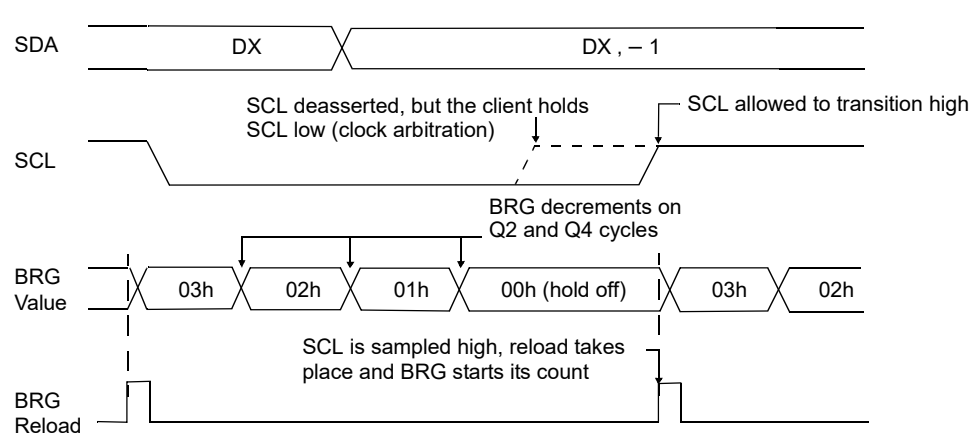 SDA
DX
DX , – 1
SCL deasserted, but the client holds
SCL low (clock arbitration)
SCL allowed to transition high
SCL
BRG decrements on
Q2 and Q4 cycles
BRG
Value
03h
02h
01h
00h (hold off)
03h
02h
SCL is sampled high, reload takes
place and BRG starts its count
BRG
Reload